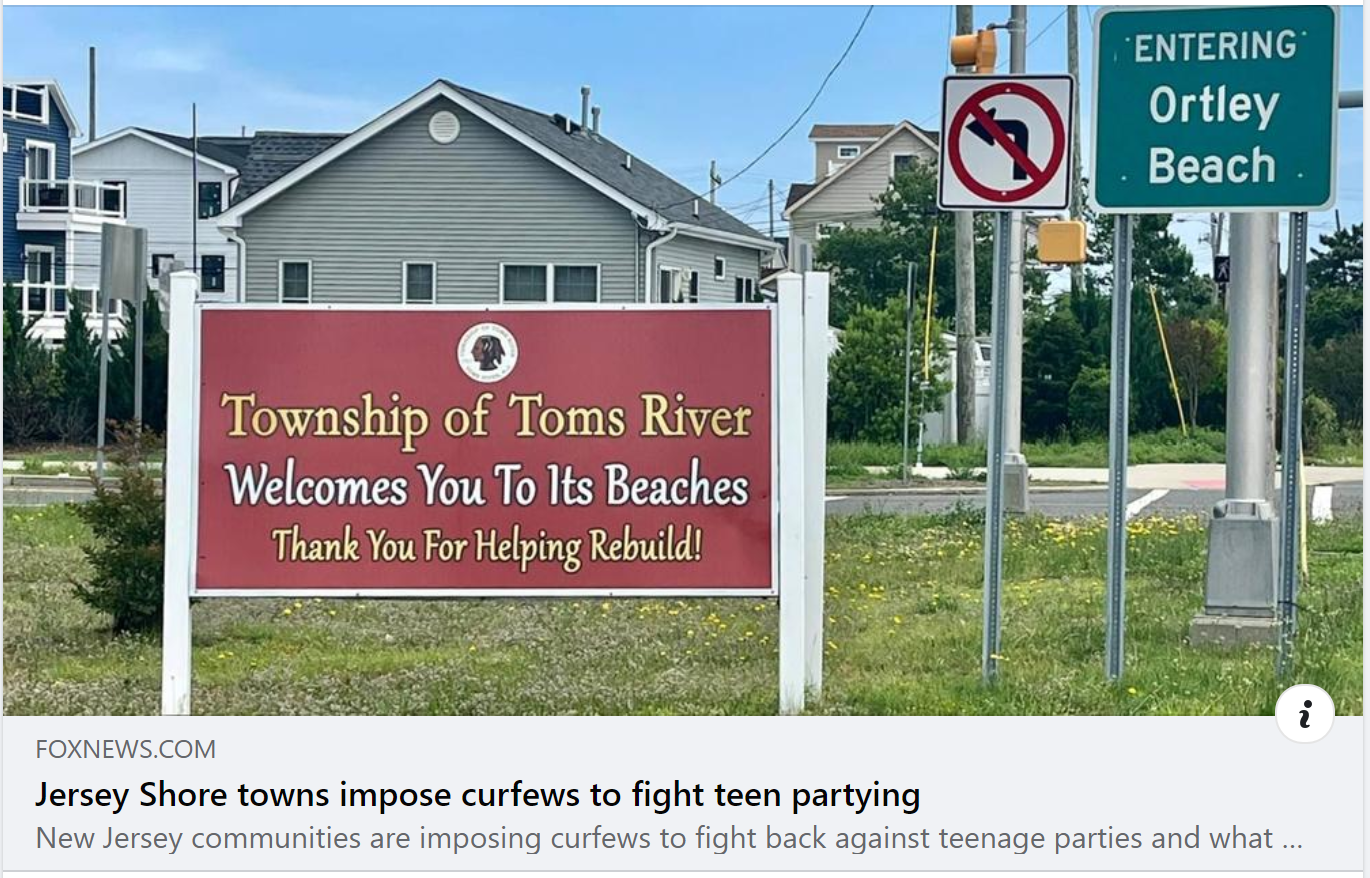 ENTERING
Ortley
Beach
Township of Toms River
Welcomes You To Its Beaches
Thank You For Helping Rebuild!
FOXNEWS.COM
Jersey Shore towns impose curfews to fight teen partying
New Jersey communities are imposing curfews to fight back against teenage parties and what ...